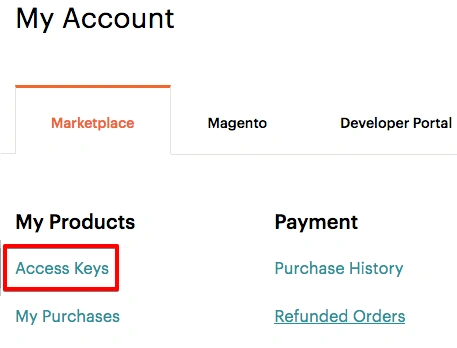 My Account
Marketplace Magento Developer Portal
My Products Payment
Access Keys Purchase History
My Purchases Refunded Orders